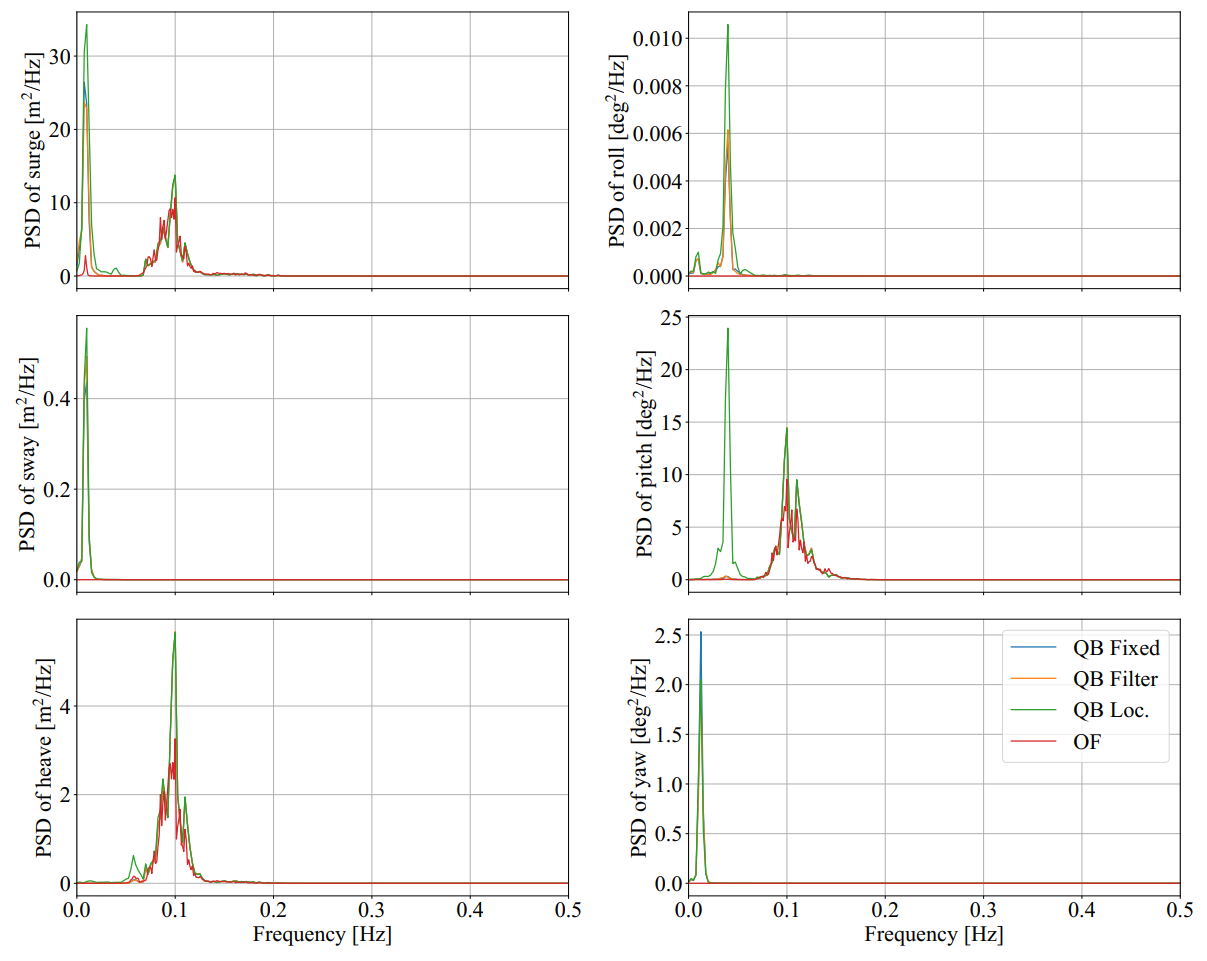 PSD of surge [m²/Hz]
30
20
10
0
PSD of roll [deg²/Hz]
0.010
0.008
0.006
0.004
0.002
0.000
PSD of sway [m²/Hz]
0.4
0.2
0.0
PSD of pitch [deg²/Hz]
25
20
15
10
5
0
PSD of heave [m²/Hz]
4
2
0
0.0 0.1 0.2 0.3 0.4 0.5
Frequency [Hz]
PSD of yaw [deg²/Hz]
2.5
2.0
1.5
1.0
0.5
0.0
QB Fixed
QB Filter
QB Loc.
OF
0.0 0.1 0.2 0.3 0.4 0.5
Frequency [Hz]